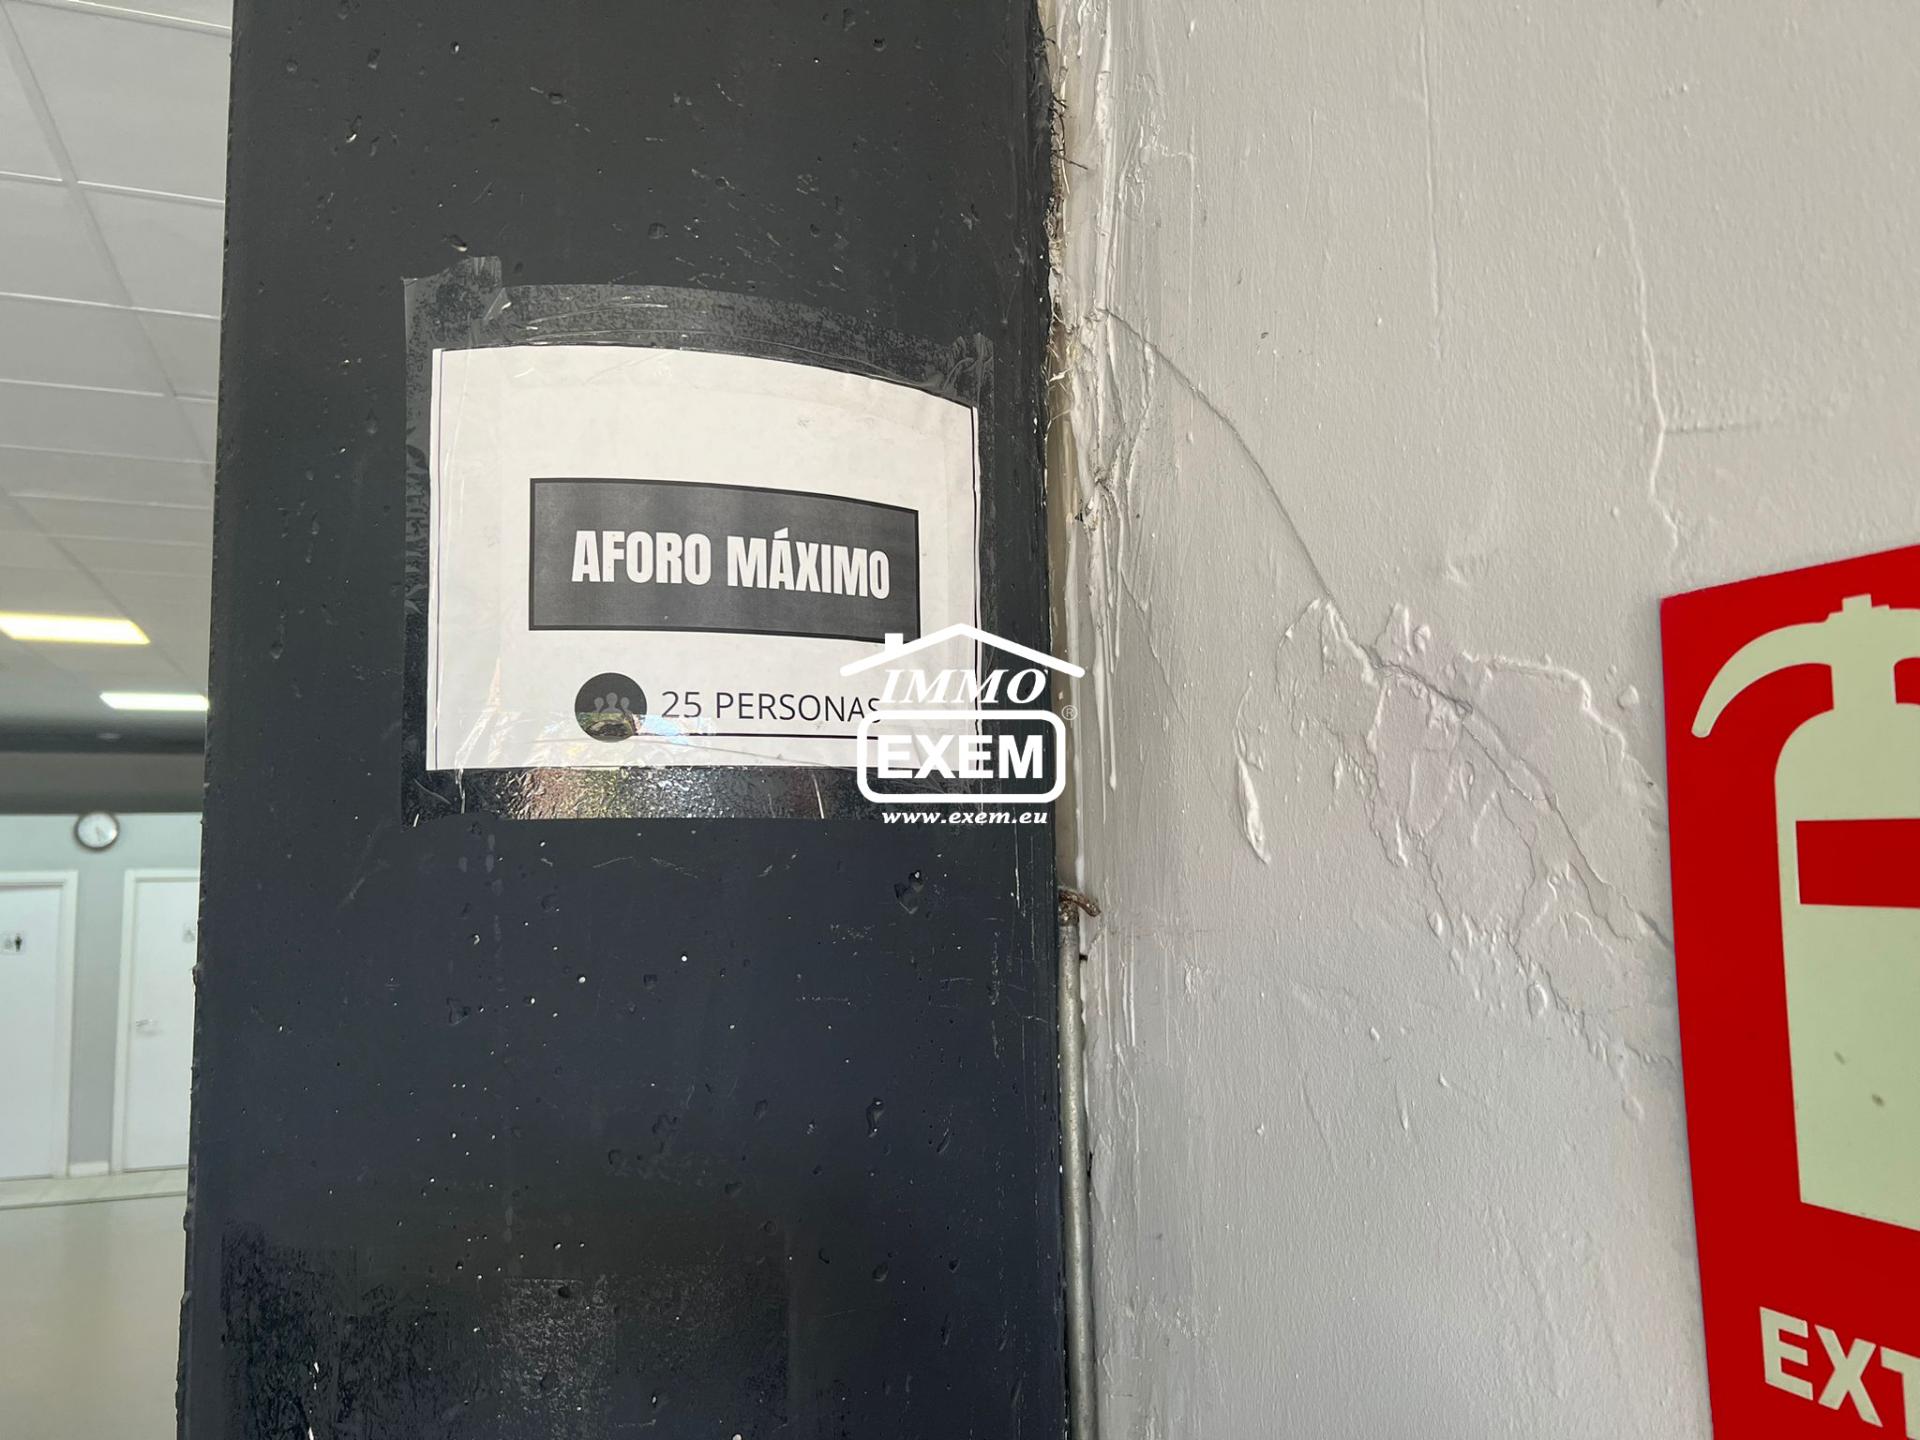 AFORO MÁXIMO
25 PERSONAS
IMMO
®
EXEM
www.exem.eu
EXT